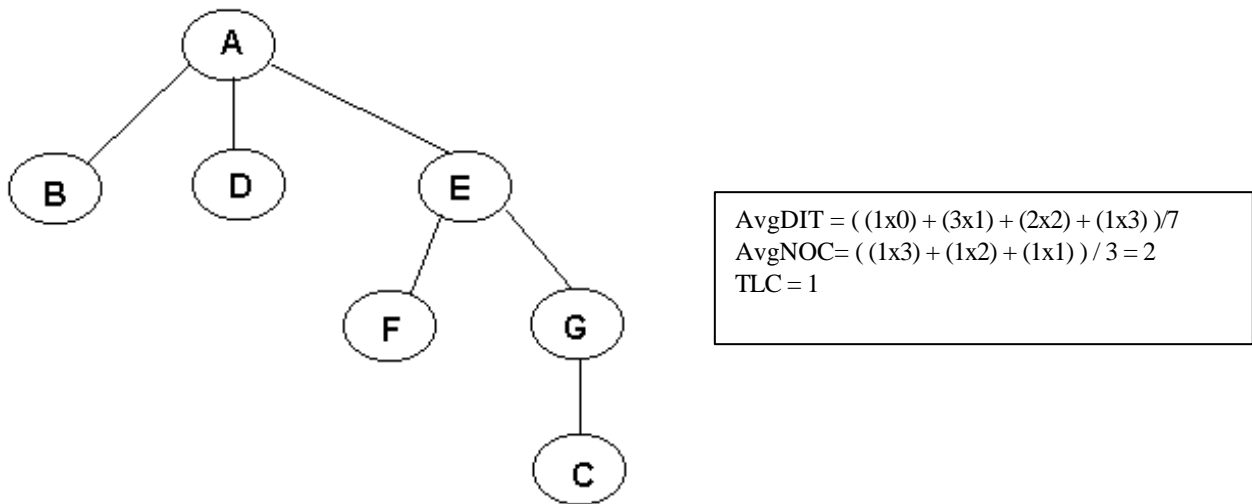 A
B
D
E
F
G
C
AvgDIT = ( (1x0) + (3x1) + (2x2) + (1x3) )/7
AvgNOC= ( (1x3) + (1x2) + (1x1) ) / 3 = 2
TLC = 1